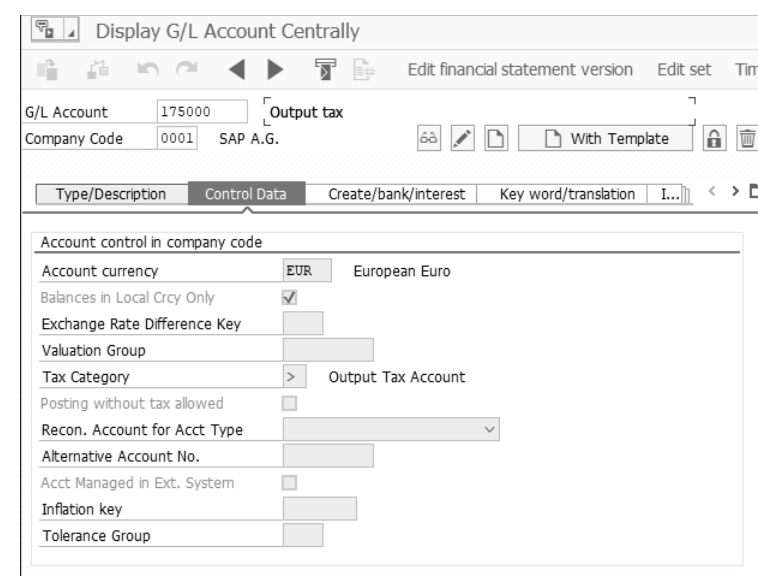 Display G/L Account Centrally
Edit financial statement version Edit set Tim
G/L Account 175000 Output tax
Company Code 0001 SAP A.G. With Template
Type/Description Control Data Create/bank/interest Key word/translation I...
Account control in company code
Account currency EUR European Euro
Balances in Local Crcy Only
Exchange Rate Difference Key
Valuation Group
Tax Category > Output Tax Account
Posting without tax allowed
Recon. Account for Acct Type
Alternative Account No.
Acct Managed in Ext. System
Inflation key
Tolerance Group